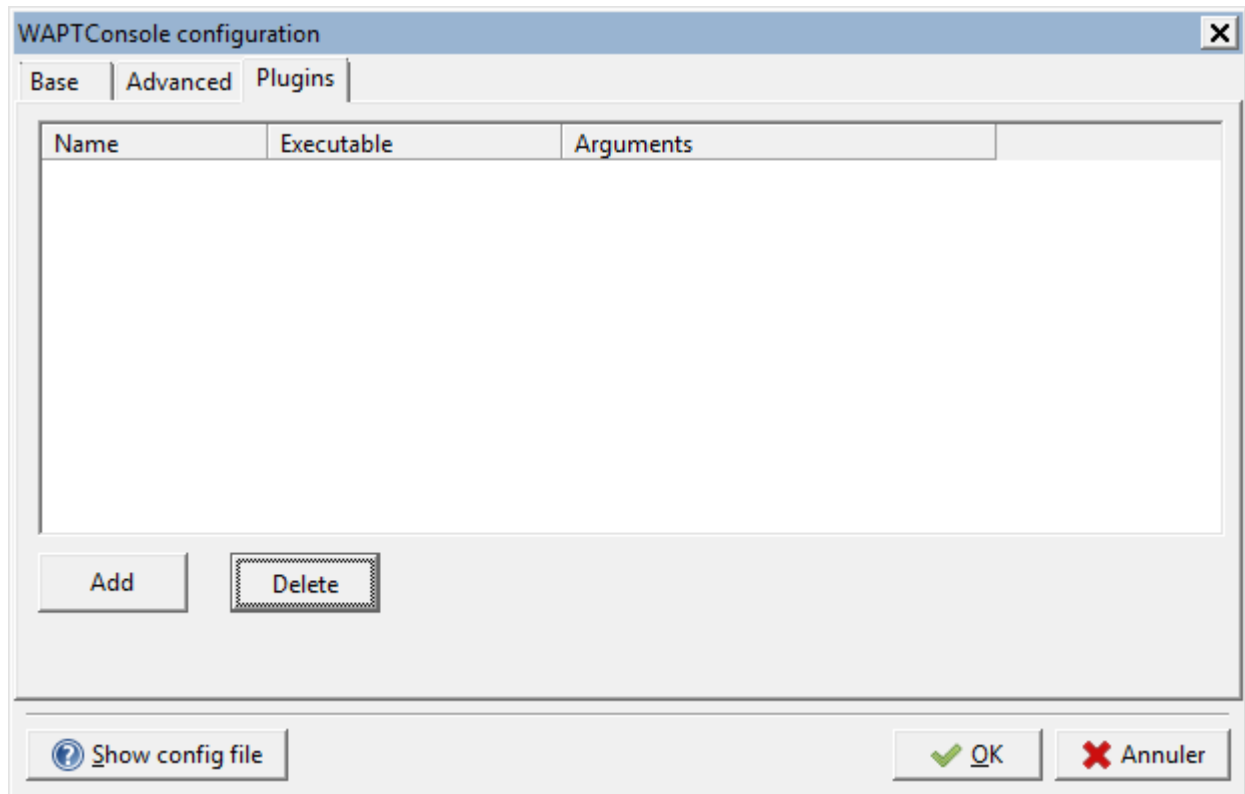 WAPTConsole configuration
Base Advanced Plugins
Name Executable Arguments
Add Delete
Show config file OK Annuler